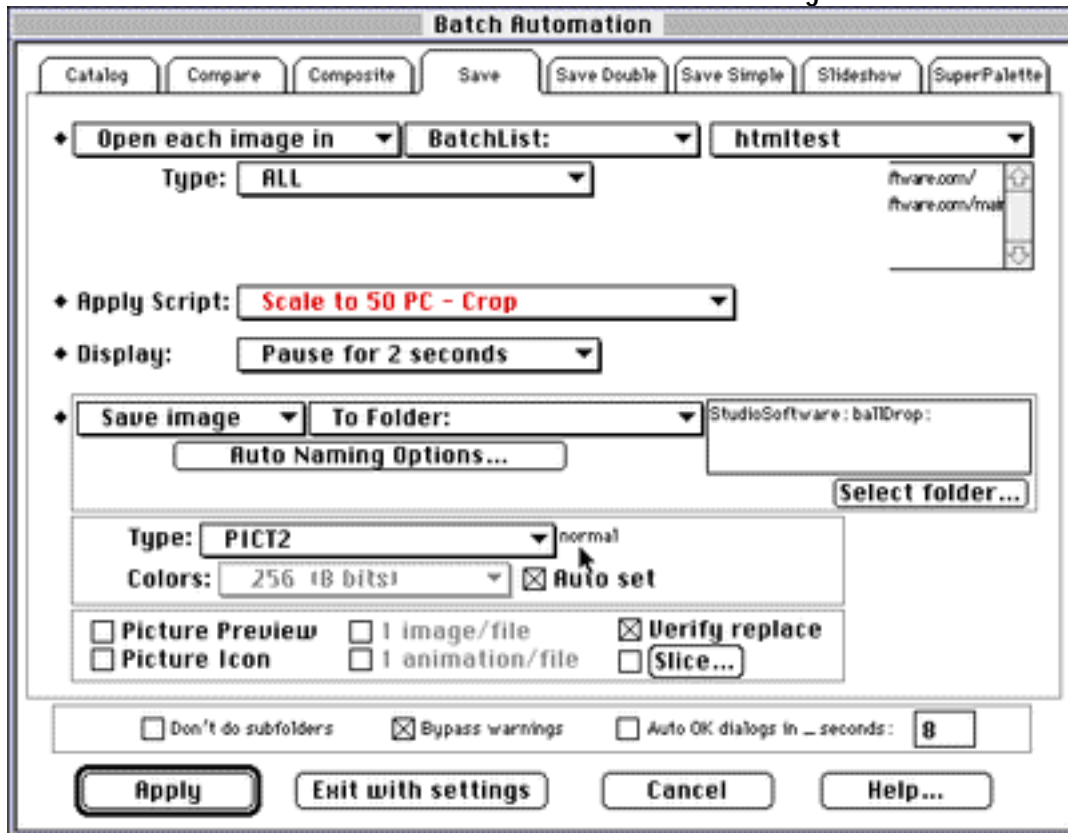 Batch Automation
Catalog Compare Composite Save Save Double Save Simple Slideshow SuperPalette
Open each image in BatchList: htmltest
Type: ALL
ftware.com/
ftware.com/mair
Apply Script: Scale to 50 PC - Crop
Display: Pause for 2 seconds
Save image To Folder: StudioSoftware:ballDrop:
Auto Naming Options...
Select folder...
Type: PICT2 normal
Colors: 256 (8 bits) Auto set
Picture Preview 1 image/file Verify replace
Picture Icon 1 animation/file Slice...
Don't do subfolders Bypass warnings Auto OK dialogs in _ seconds: 8
Apply Exit with settings Cancel Help...